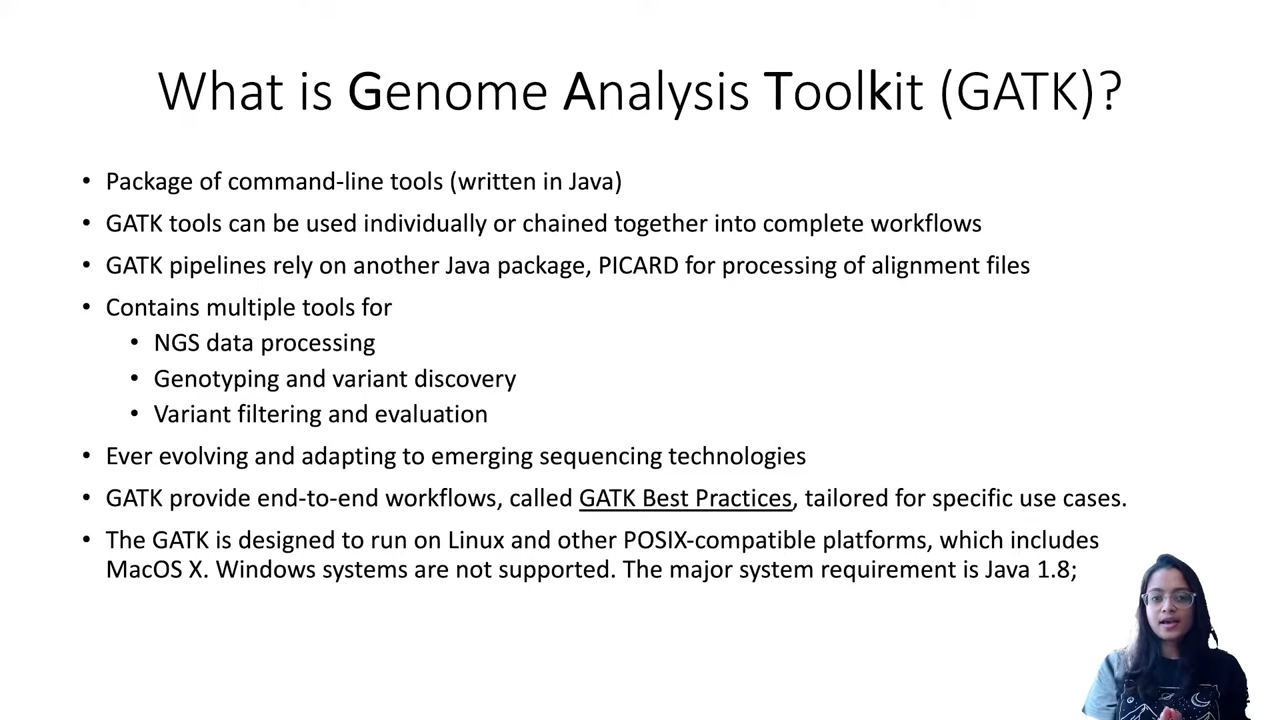 What is Genome Analysis Toolkit (GATK)?
• Package of command-line tools (written in Java)
• GATK tools can be used individually or chained together into complete workflows
• GATK pipelines rely on another Java package, PICARD for processing of alignment files
• Contains multiple tools for
• NGS data processing
• Genotyping and variant discovery
• Variant filtering and evaluation
• Ever evolving and adapting to emerging sequencing technologies
• GATK provide end-to-end workflows, called GATK Best Practices, tailored for specific use cases.
• The GATK is designed to run on Linux and other POSIX-compatible platforms, which includes
MacOS X. Windows systems are not supported. The major system requirement is Java 1.8;